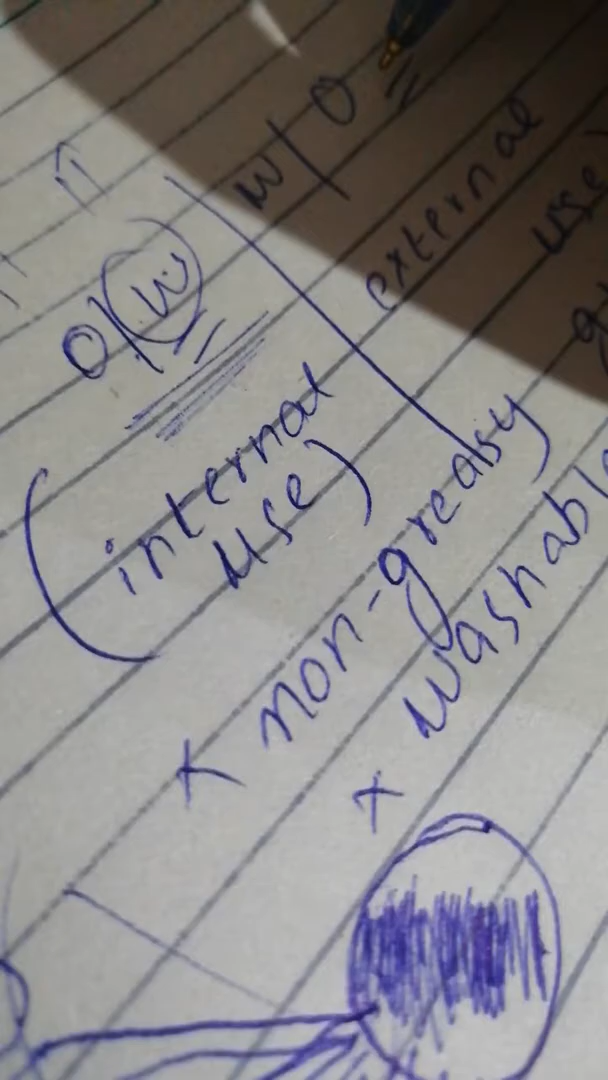 O/W
(internal
use)
x non-greasy
x washable
W/O
external
use